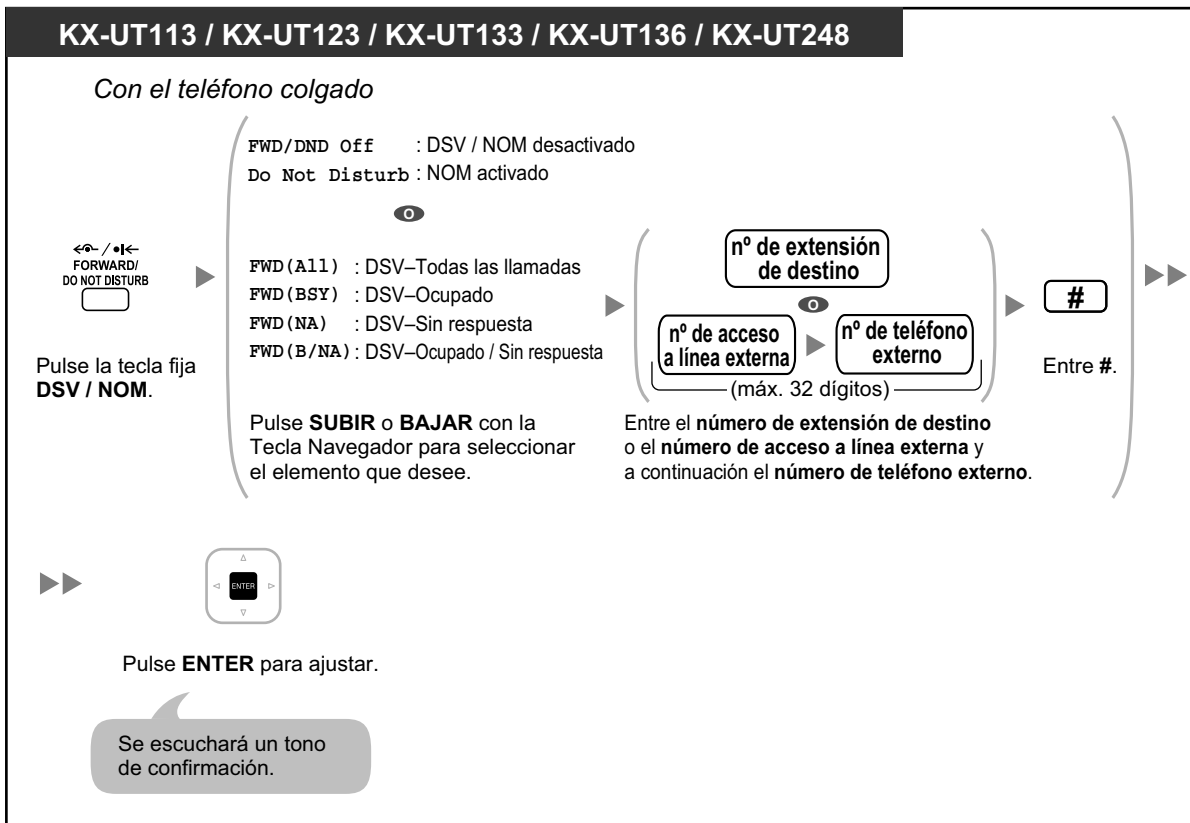 KX-UT113 / KX-UT123 / KX-UT133 / KX-UT136 / KX-UT248
Con el teléfono colgado
FORWARD/
DO NOT DISTURB
Pulse la tecla fija
DSV / NOM.
FWD/DND Off : DSV / NOM desactivado
Do Not Disturb : NOM activado
O
FWD(All) : DSV–Todas las llamadas
FWD(BSY) : DSV–Ocupado
FWD(NA) : DSV–Sin respuesta
FWD(B/NA) : DSV–Ocupado / Sin respuesta
Pulse SUBIR o BAJAR con la
Tecla Navegador para seleccionar
el elemento que desee.
nº de extensión
de destino
O
nº de acceso
a línea externa
nº de teléfono
externo
(máx. 32 dígitos)
Entre el número de extensión de destino
o el número de acceso a línea externa y
a continuación el número de teléfono externo.
#
Entre #.
ENTER
Pulse ENTER para ajustar.
Se escuchará un tono
de confirmación.